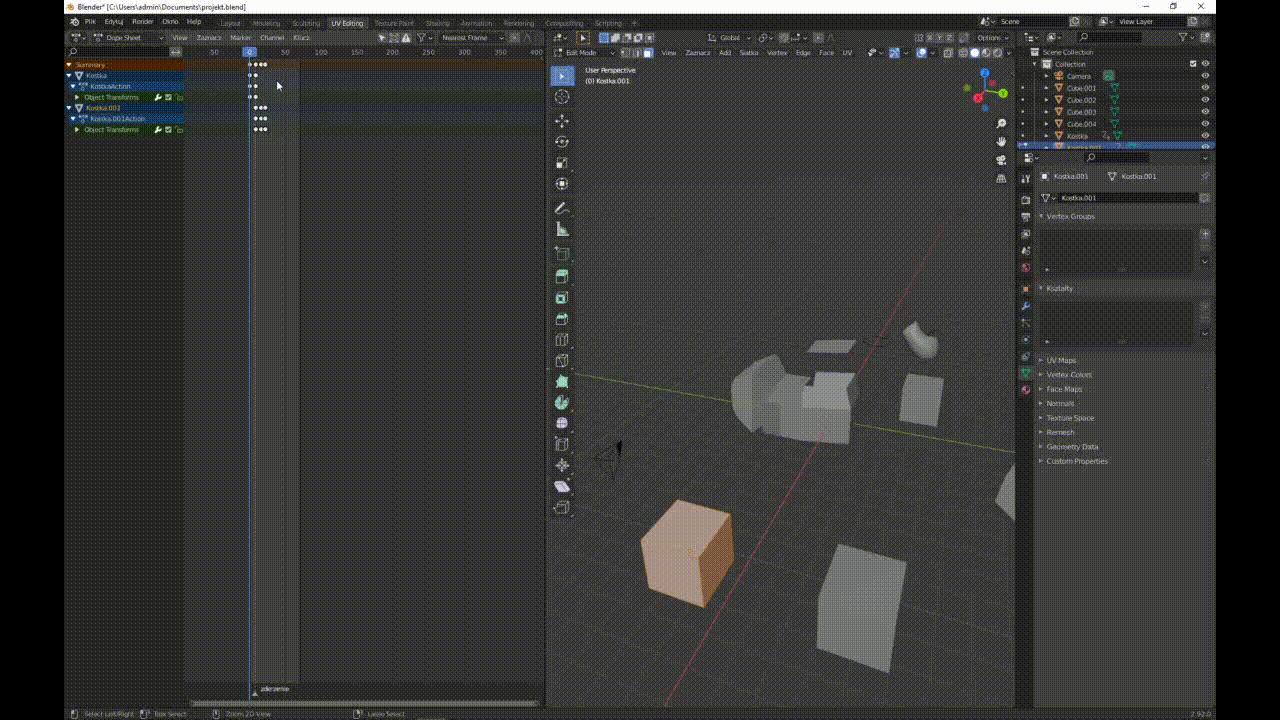 Blender* [C:\Users\admin\Documents\projekt.blend]
Plik Edytuj Render Okno Help Layout Modeling Sculpting UV Editing Texture Paint Shading Animation Rendering Compositing Scripting Scene View Layer
Dope Sheet View Zaznacz Marker Channel Klucz Nearest Frame Global
50 0 50 100 150 200 250 300 350 400
Edit Mode View Zaznacz Add Siatka Vertex Edge Face UV
Summary
Kostka
KostkaAction
Object Transforms
Kostka.001
Kostka.001Action
Object Transforms
zderzenie
User Perspective
(0) Kostka.001
X
Y
Z
Scene Collection
Collection
Camera
Cube.001
Cube.002
Cube.003
Cube.004
Kostka
Kostka.001
Kostka.001 Kostka.001
Kostka.001
Vertex Groups
Kształty
UV Maps
Vertex Colors
Face Maps
Normals
Texture Space
Remesh
Geometry Data
Custom Properties
Select Left/Right Box Select Zoom 2D View Lasso Select 2.92.0